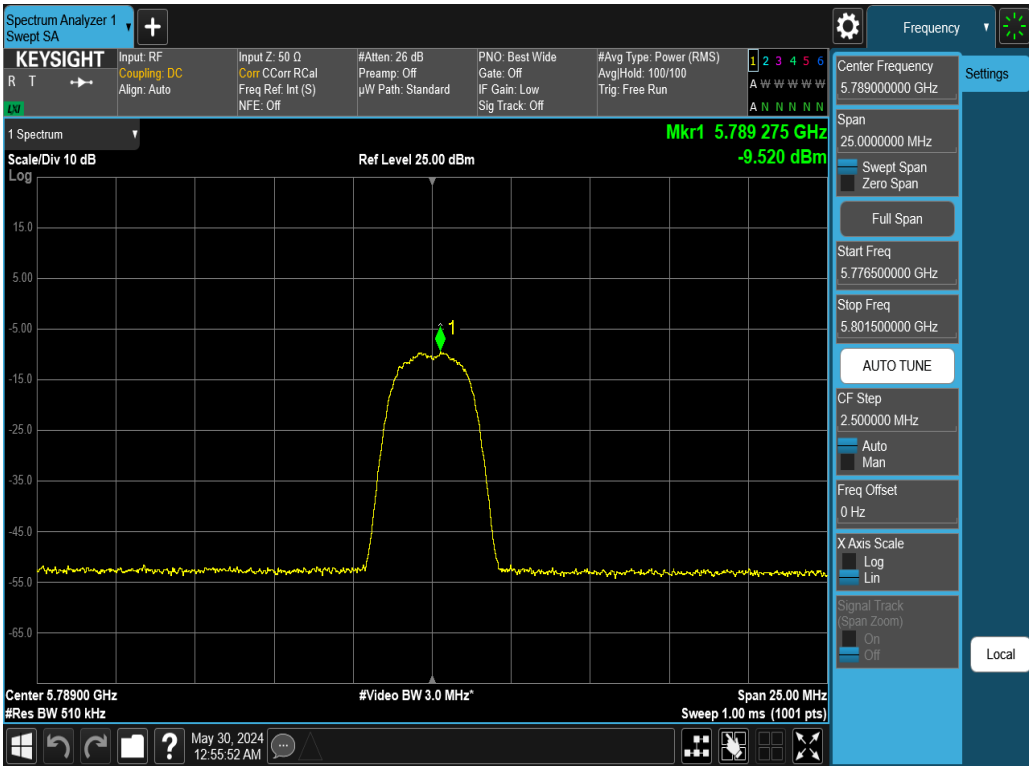 Spectrum Analyzer 1
Swept SA
Frequency
KEYSIGHT
R T
LXI
Input: RF
Coupling: DC
Align: Auto
Input Z: 50 Ω
Corr CCorr RCal
Freq Ref: Int (S)
NFE: Off
#Atten: 26 dB
Preamp: Off
µW Path: Standard
PNO: Best Wide
Gate: Off
IF Gain: Low
Sig Track: Off
#Avg Type: Power (RMS)
Avg|Hold: 100/100
Trig: Free Run
1 2 3 4 5 6
A W W W W W
A N N N N N
1 Spectrum
Mkr1 5.789 275 GHz
-9.520 dBm
Scale/Div 10 dB
Ref Level 25.00 dBm
Log
15.0
5.00
-5.00
1
-15.0
-25.0
-35.0
-45.0
-55.0
-65.0
Center 5.78900 GHz
#Video BW 3.0 MHz*
Span 25.00 MHz
#Res BW 510 kHz
Sweep 1.00 ms (1001 pts)
Center Frequency
5.789000000 GHz
Settings
Span
25.0000000 MHz
Swept Span
Zero Span
Full Span
Start Freq
5.776500000 GHz
Stop Freq
5.801500000 GHz
AUTO TUNE
CF Step
2.500000 MHz
Auto
Man
Freq Offset
0 Hz
X Axis Scale
Log
Lin
Signal Track
(Span Zoom)
On
Off
Local
?
May 30, 2024
12:55:52 AM